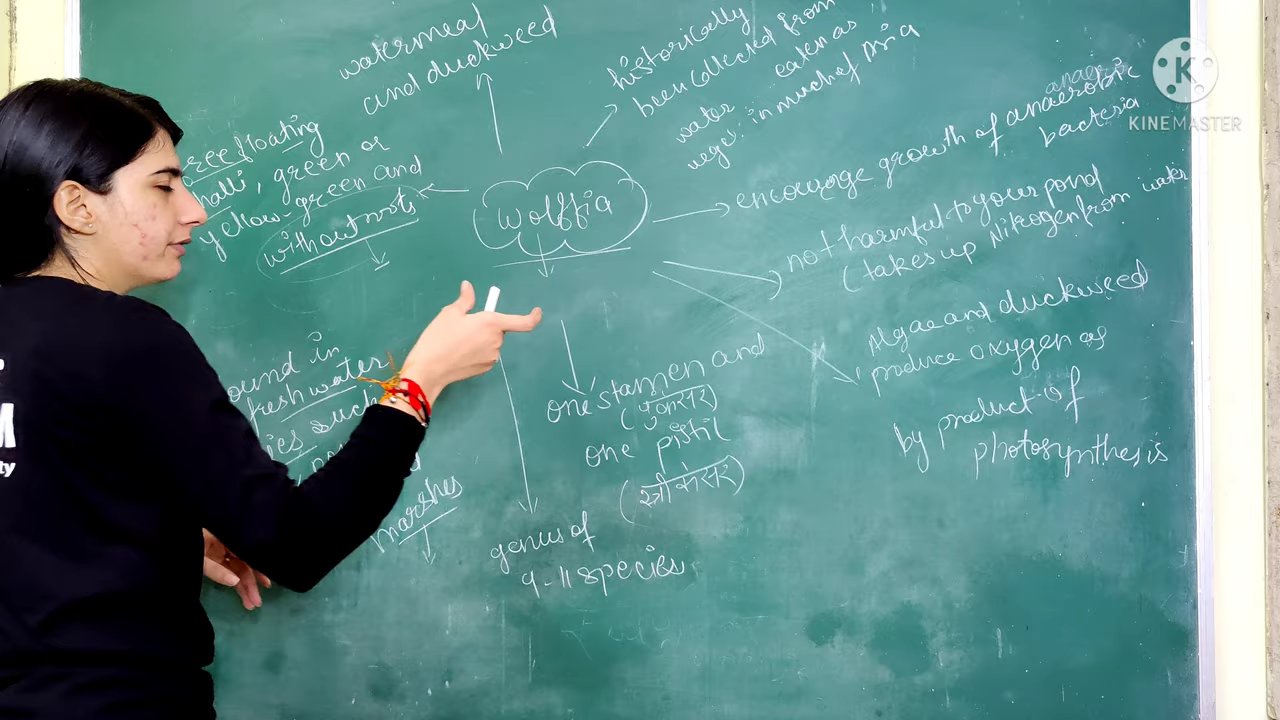 watermeal
and duckweed
historically
been collected from
water eaten as
vege. in much of Asia
free floating
small, green or
yellow-green and
without roots
wolffia
encourage growth of anaerobic
bacteria
not harmful to your pond
(takes up Nitrogen from water
Algae and duckweed
produce oxygen as
by product of
photosynthesis
found in
freshwater
such
marshes
one stamen and
(पुंकेसर)
one pistil
(स्त्रीकेसर)
genus of
9-11 species
K
KINEMASTER
M
ty